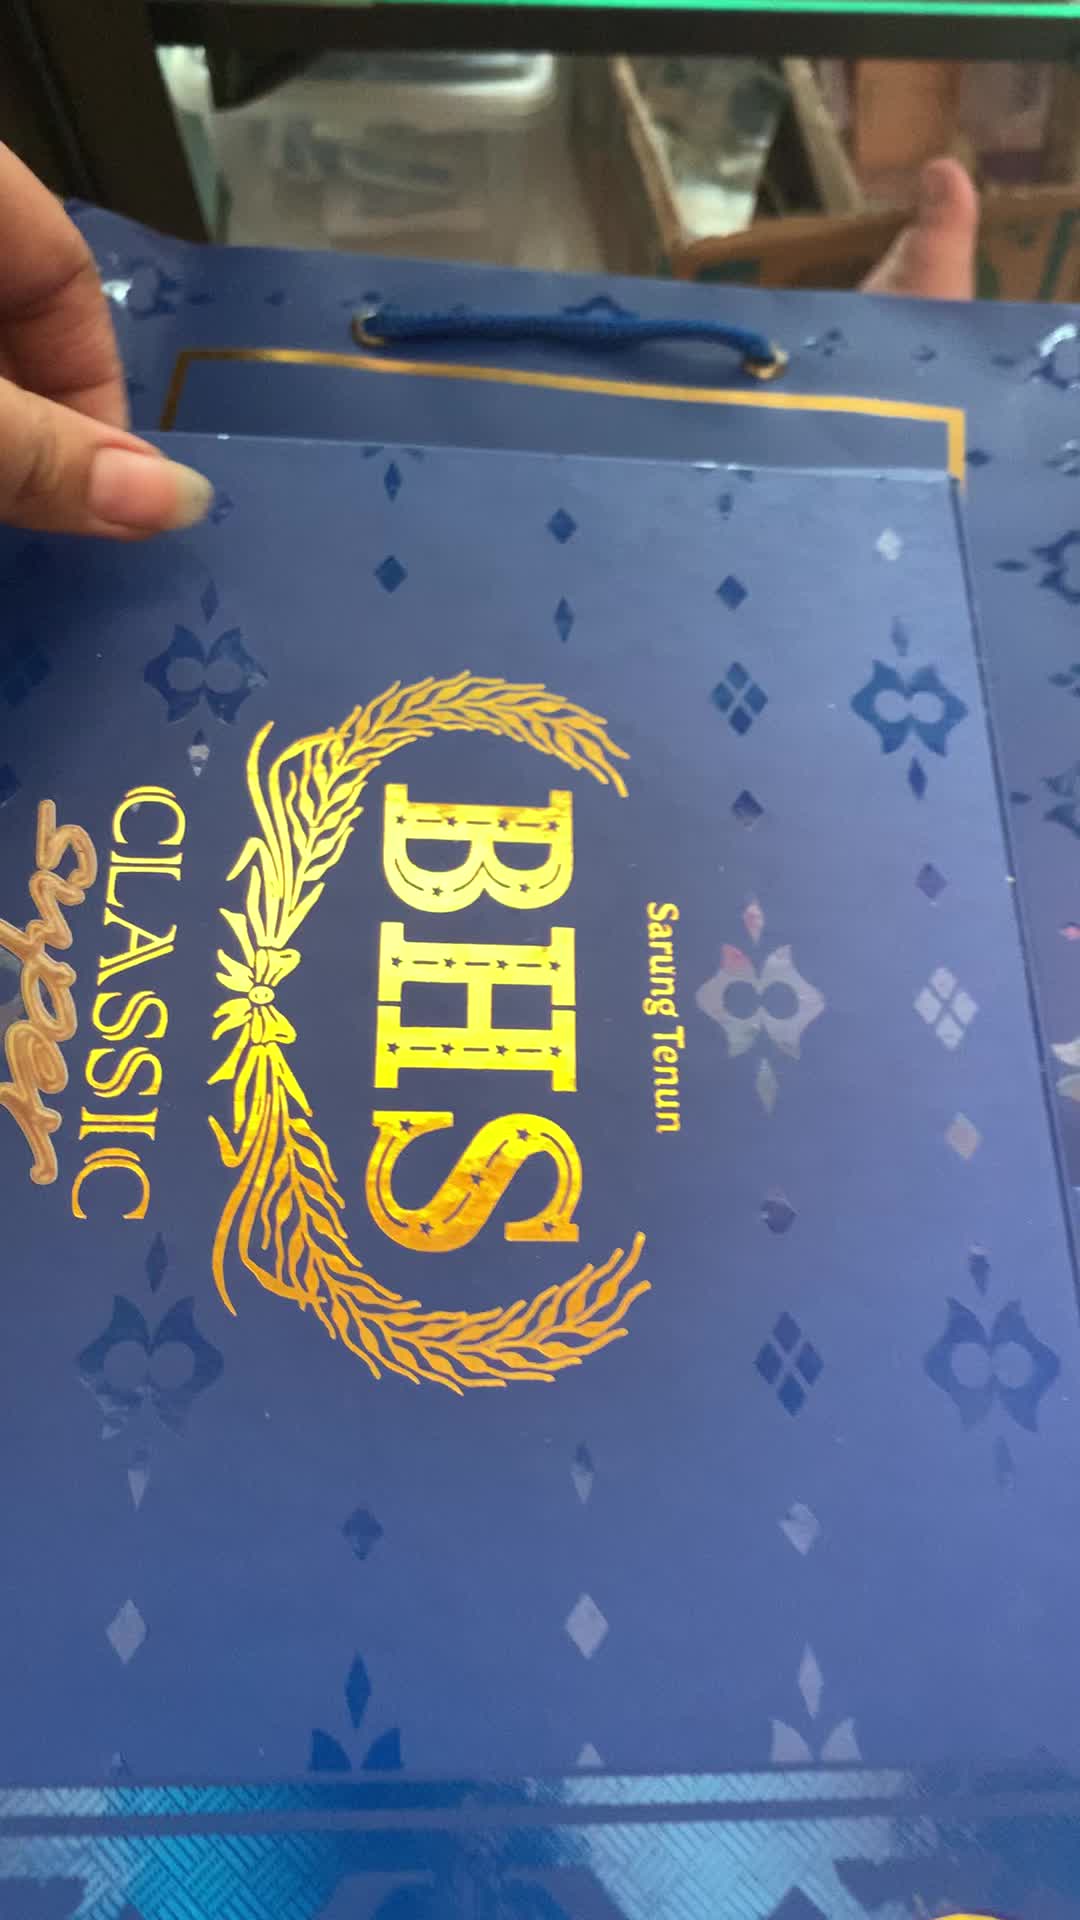 Sarung Tenun
BHS
CLASSIC
super